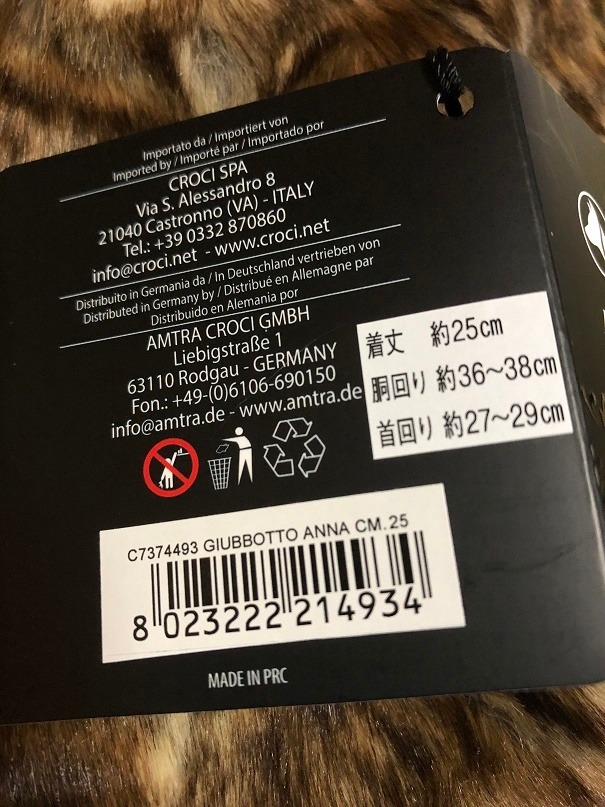 Importato da / Importiert von
Imported by / Importé par / Importado por
CROCI SPA
Via S. Alessandro 8
21040 Castronno (VA) - ITALY
Tel.: +39 0332 870860
info@croci.net - www.croci.net
Distribuito in Germania da / In Deutschland vertrieben von
Distributed in Germany by / Distribué en Allemagne par
Distribuido en Alemania por
AMTRA CROCI GMBH
Liebigstraße 1
63110 Rodgau - GERMANY
Fon.: +49-(0)6106-690150
info@amtra.de - www.amtra.de
着丈 約25cm
胴回り 約36～38cm
首回り 約27～29cm
C7374493 GIUBBOTTO ANNA CM.25
8 023222 214934
MADE IN PRC